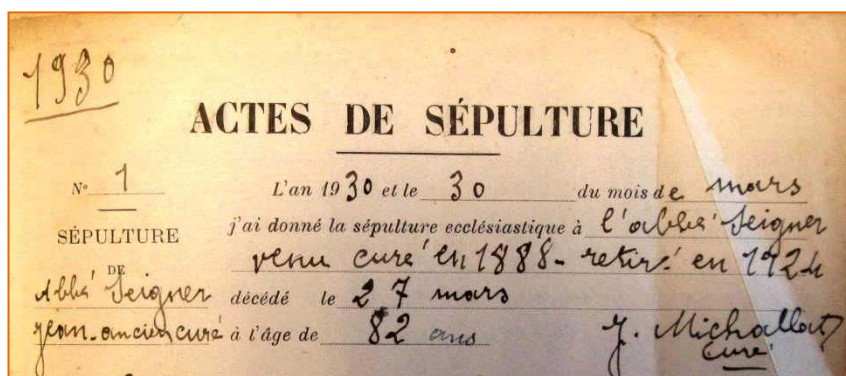 1930
ACTES DE SÉPULTURE
N° 1
L'an 1930 et le 30 du mois de mars
SÉPULTURE
j'ai donné la sépulture ecclésiastique à l'abbé Seigner
DE
venu curé en 1888 - retiré en 1924
Abbé Seigner décédé le 27 mars
jean - ancien curé à l'âge de 82 ans
J. Michallat
Curé